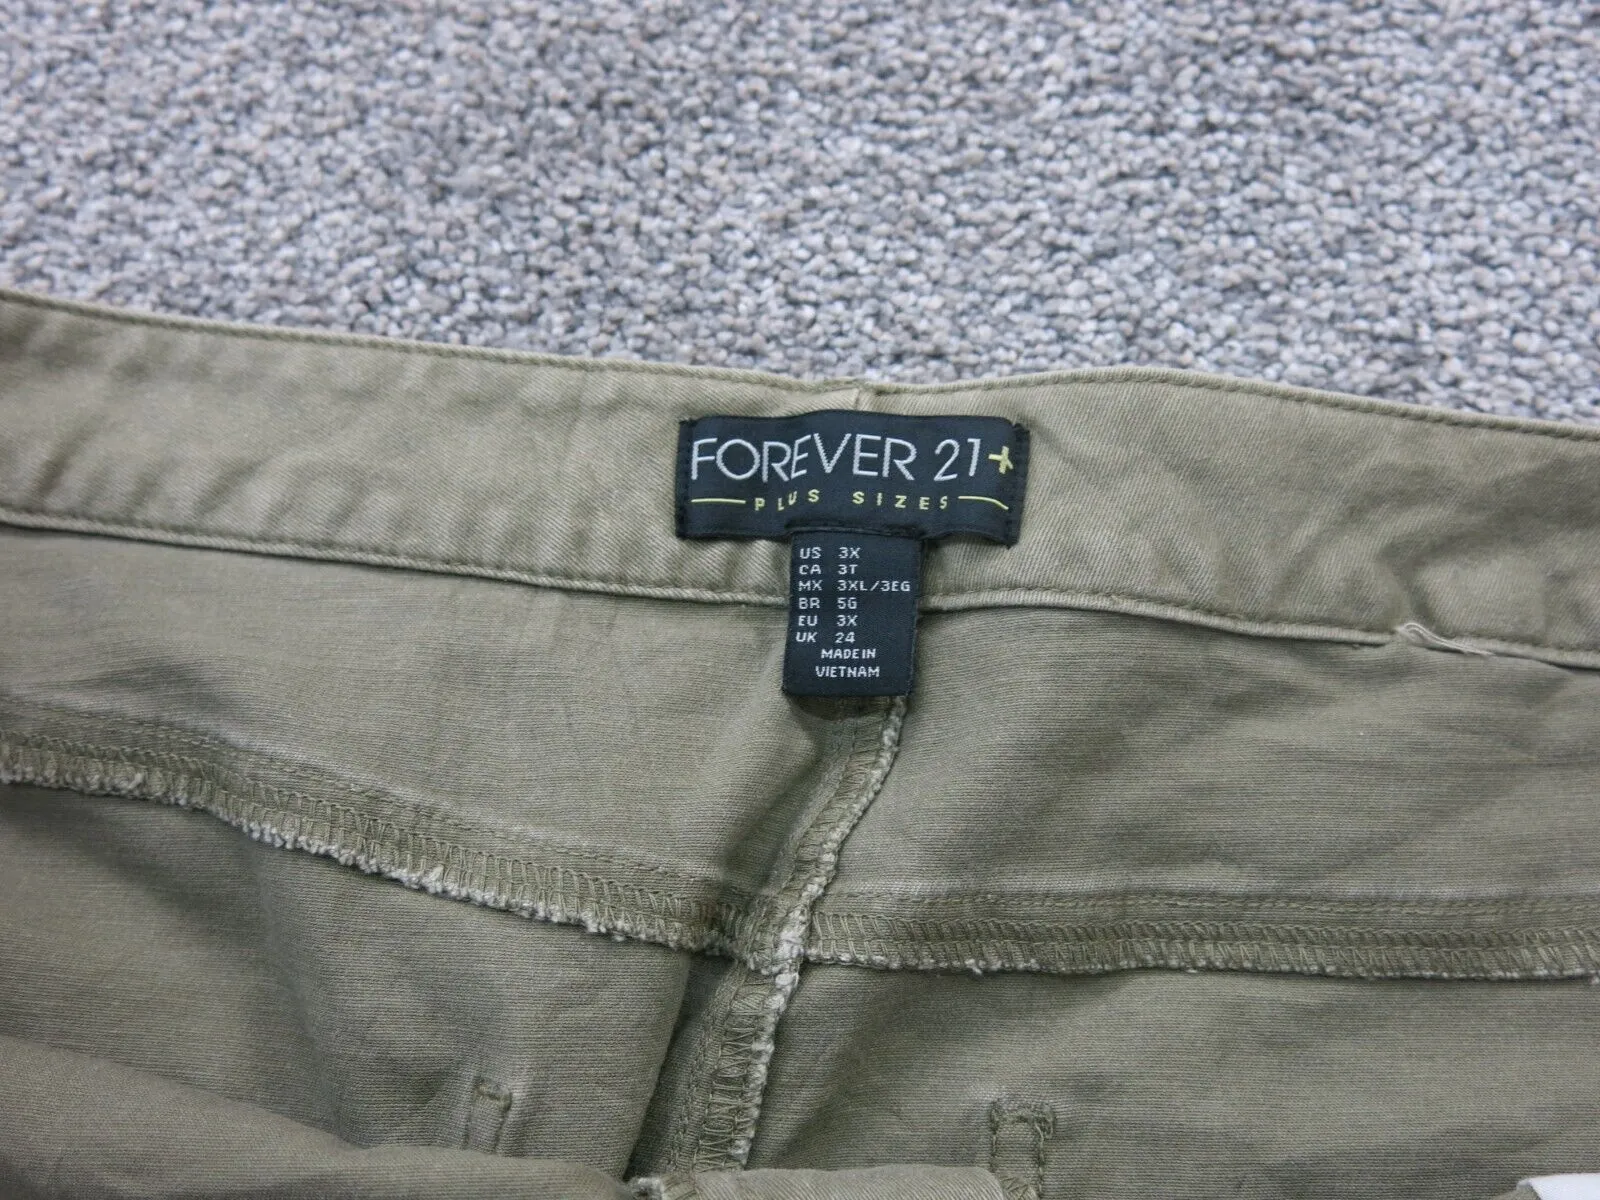 FOREVER 21+
PLUS SIZES
US 3X
CA 3T
MX 3XL/3EG
BR 56
EU 3X
UK 24
MADE IN
VIETNAM